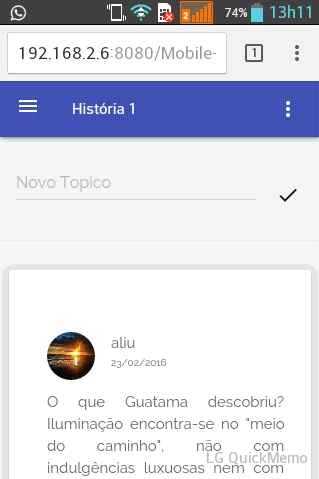 2 74% 13h11
192.168.2.6:8080/Mobile-
1
História 1
Novo Topico
aliu
23/02/2016
O que Guatama descobriu?
Iluminação encontra-se no "meio
do caminho", não com
indulgências luxuosas nem com
LG QuickMemo